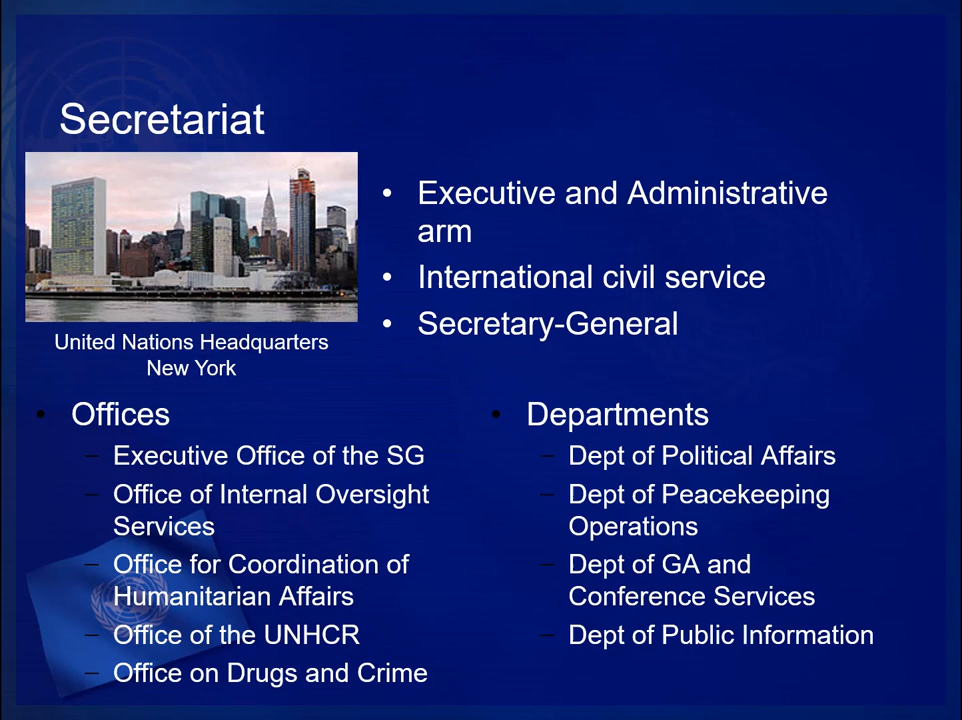 Secretariat
• Executive and Administrative
arm
• International civil service
• Secretary-General
United Nations Headquarters
New York
• Offices
– Executive Office of the SG
– Office of Internal Oversight
Services
– Office for Coordination of
Humanitarian Affairs
– Office of the UNHCR
– Office on Drugs and Crime
• Departments
– Dept of Political Affairs
– Dept of Peacekeeping
Operations
– Dept of GA and
Conference Services
– Dept of Public Information